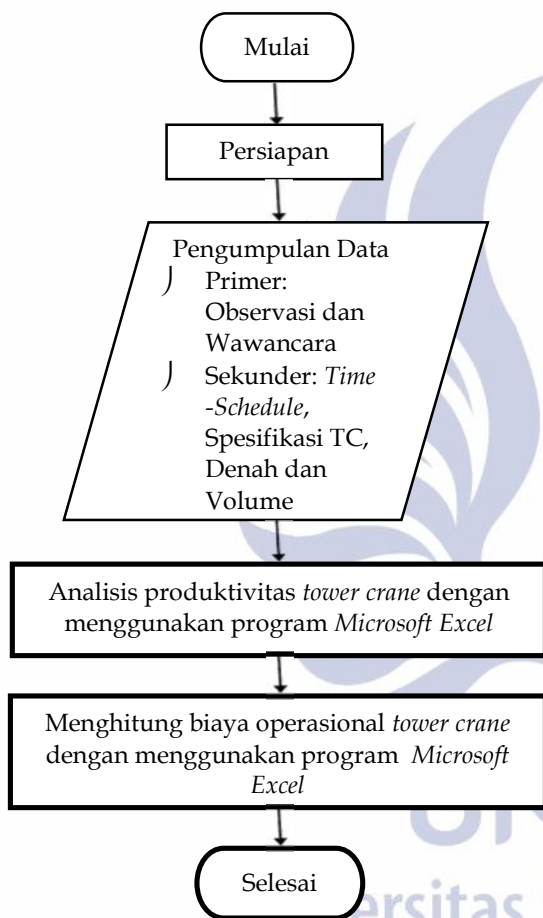 Mulai
Persiapan
Pengumpulan Data
Primer:
Observasi dan
Wawancara
Sekunder: Time
-Schedule,
Spesifikasi TC,
Denah dan
Volume
Analisis produktivitas tower crane dengan
menggunakan program Microsoft Excel
Menghitung biaya operasional tower crane
dengan menggunakan program Microsoft
Excel
Selesai
ersitas